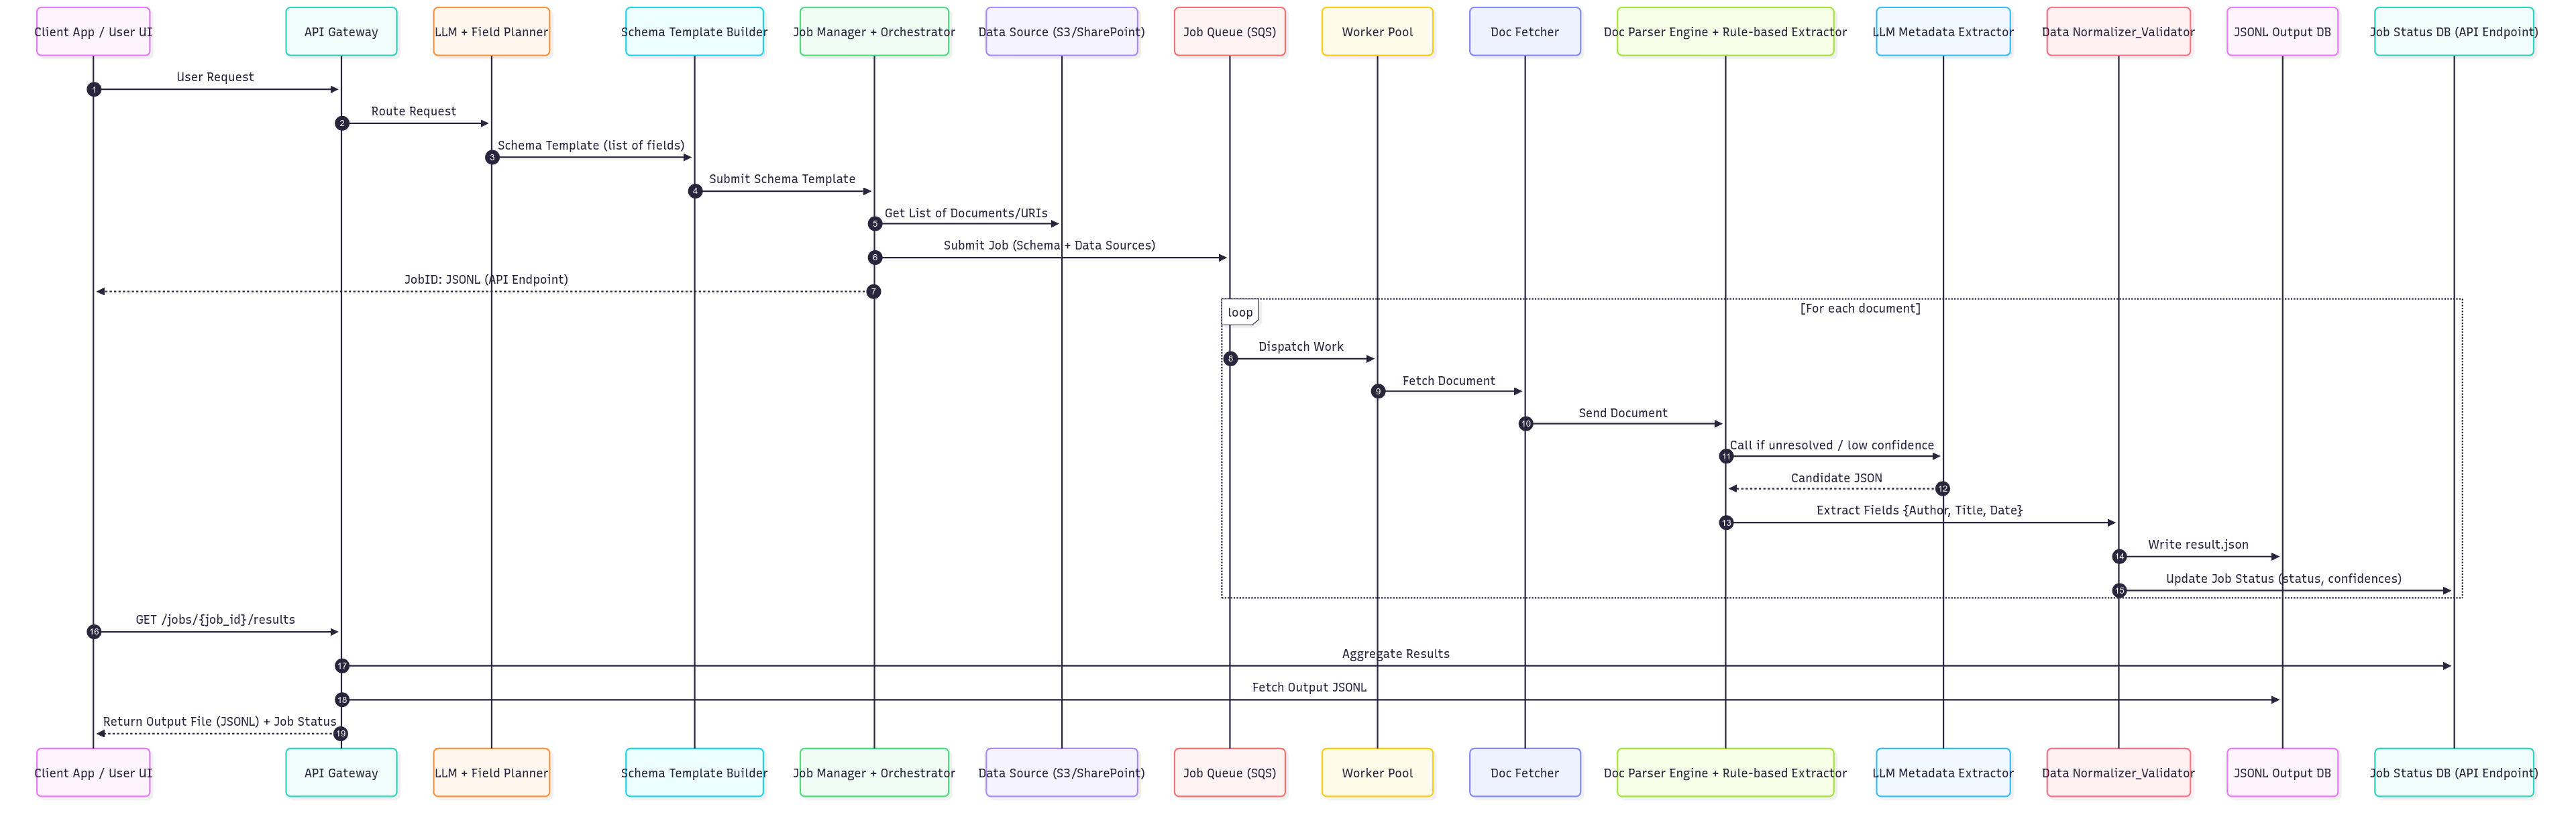 Client App / User UI
API Gateway
LLM + Field Planner
Schema Template Builder
Job Manager + Orchestrator
Data Source (S3/SharePoint)
Job Queue (SQS)
Worker Pool
Doc Fetcher
Doc Parser Engine + Rule-based Extractor
LLM Metadata Extractor
Data Normalizer_Validator
JSONL Output DB
Job Status DB (API Endpoint)
User Request
1
Route Request
2
Schema Template (list of fields)
3
Submit Schema Template
4
Get List of Documents/URIs
5
Submit Job (Schema + Data Sources)
6
JobID: JSONL (API Endpoint)
7
loop
[For each document]
Dispatch Work
8
Fetch Document
9
Send Document
10
Call if unresolved / low confidence
11
Candidate JSON
12
Extract Fields {Author, Title, Date}
13
Write result.json
14
Update Job Status (status, confidences)
15
GET /jobs/{job_id}/results
16
Aggregate Results
17
Fetch Output JSONL
18
Return Output File (JSONL) + Job Status
19
Client App / User UI
API Gateway
LLM + Field Planner
Schema Template Builder
Job Manager + Orchestrator
Data Source (S3/SharePoint)
Job Queue (SQS)
Worker Pool
Doc Fetcher
Doc Parser Engine + Rule-based Extractor
LLM Metadata Extractor
Data Normalizer_Validator
JSONL Output DB
Job Status DB (API Endpoint)